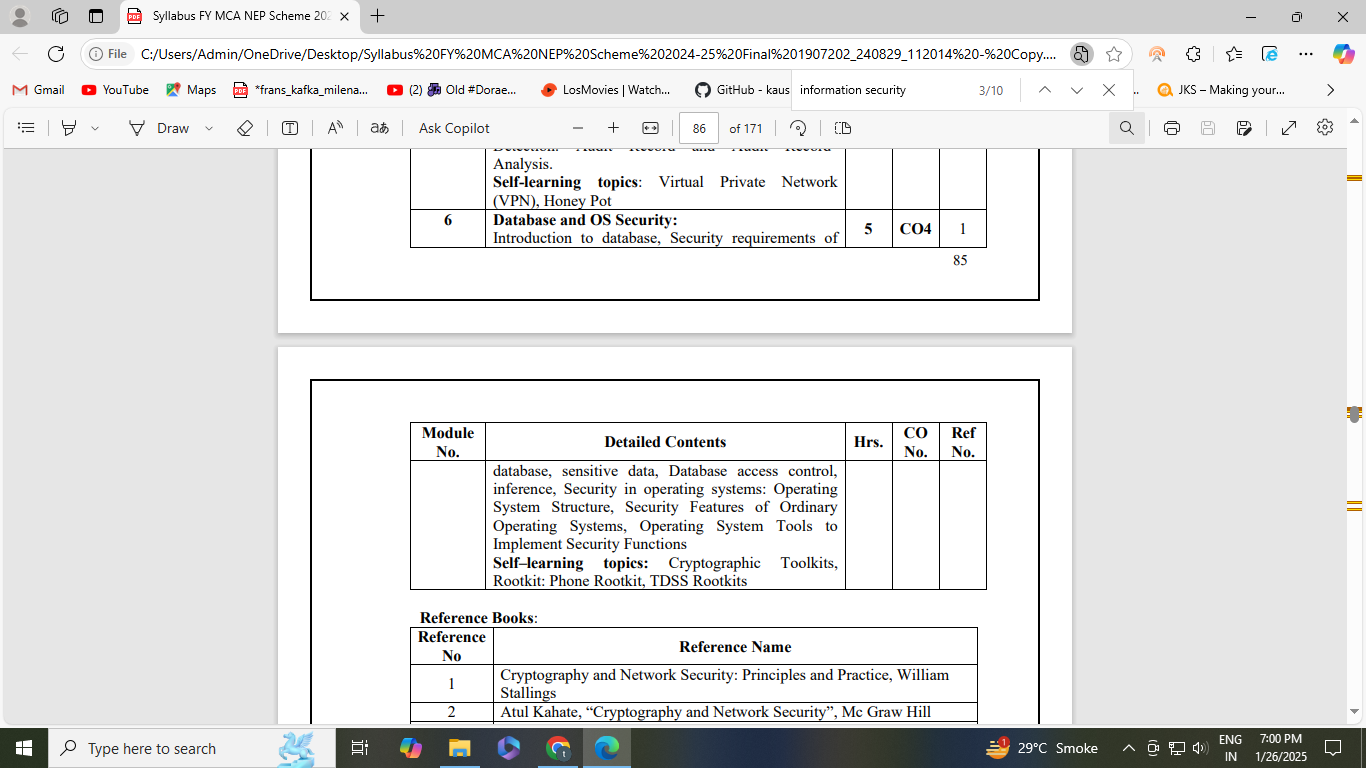 Syllabus FY MCA NEP Scheme 202
File
C:/Users/Admin/OneDrive/Desktop/Syllabus%20FY%20MCA%20NEP%20Scheme%202024-25%20Final%201907202_240829_112014%20-%20Copy....
Gmail
YouTube
Maps
*frans_kafka_milena...
(2) Old #Dorae...
LosMovies | Watch...
GitHub - kaus
information security
3/10
JKS – Making your...
Draw
Ask Copilot
86
of 171
Detection: Audit Record and Audit Record
Analysis.
Self-learning topics: Virtual Private Network
(VPN), Honey Pot
6
Database and OS Security:
Introduction to database, Security requirements of
5
CO4
1
85
Module
No.
Detailed Contents
Hrs.
CO
No.
Ref
No.
database, sensitive data, Database access control,
inference, Security in operating systems: Operating
System Structure, Security Features of Ordinary
Operating Systems, Operating System Tools to
Implement Security Functions
Self–learning topics: Cryptographic Toolkits,
Rootkit: Phone Rootkit, TDSS Rootkits
Reference Books:
Reference
No
Reference Name
1
Cryptography and Network Security: Principles and Practice, William
Stallings
2
Atul Kahate, “Cryptography and Network Security”, Mc Graw Hill
Type here to search
1
29°C Smoke
ENG
IN
7:00 PM
1/26/2025